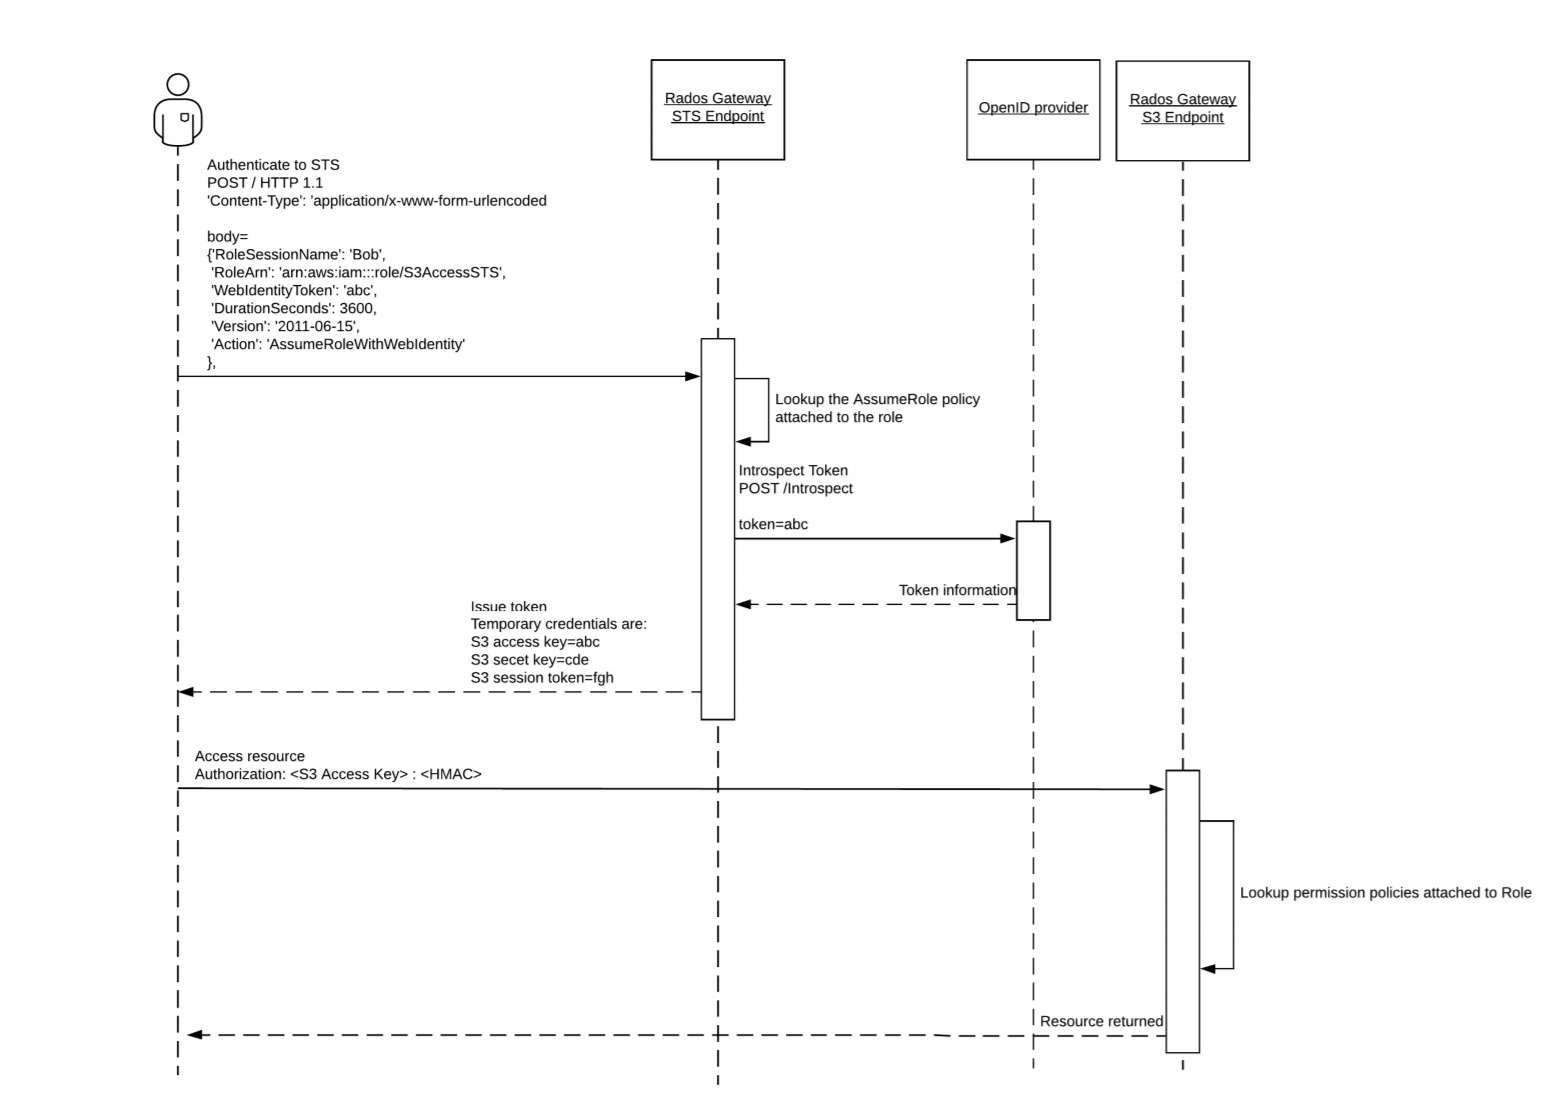 Rados Gateway
STS Endpoint
OpenID provider
Rados Gateway
S3 Endpoint
Authenticate to STS
POST / HTTP 1.1
'Content-Type': 'application/x-www-form-urlencoded
body=
{'RoleSessionName': 'Bob',
'RoleArn': 'arn:aws:iam:::role/S3AccessSTS',
'WebIdentityToken': 'abc',
'DurationSeconds': 3600,
'Version': '2011-06-15',
'Action': 'AssumeRoleWithWebIdentity'
},
Lookup the AssumeRole policy
attached to the role
Introspect Token
POST /Introspect
token=abc
Token information
Issue token
Temporary credentials are:
S3 access key=abc
S3 secet key=cde
S3 session token=fgh
Access resource
Authorization: <S3 Access Key> : <HMAC>
Lookup permission policies attached to Role
Resource returned